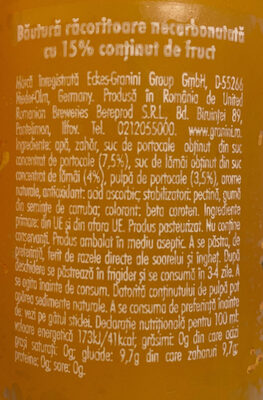 Băutură răcoritoare necarbonatată
cu 15% conținut de fruct
Marcă înregistrată Eckes-Granini Group GmbH, D-55268
Nieder-Olm, Germany. Produsă în România de United
Romanian Breweries Bereprod S.R.L., Bd. Biruinței 89,
Pantelimon, Ilfov. Tel. 0212055000. www.granini.ro.
Ingrediente: apă, zahăr, suc de portocale obținut din suc
concentrat de portocale (7,5%), suc de lămâi obținut din suc
concentrat de lămâi (4%), pulpă de portocale (3,5%), arome
naturale, antioxidant: acid ascorbic; stabilizatori: pectină, gumă
din semințe de carruba; colorant: beta caroten. Ingrediente
primare: din UE și din afara UE. Produs pasteurizat. Nu conține
conservanți. Produs ambalat în mediu aseptic. A se păstra, de
preferință, ferit de razele directe ale soarelui și îngheț. După
deschidere se păstrează în frigider și se consumă în 3-4 zile. A se
agita înainte de consum. Datorită conținutului de pulpă pot
apărea sedimente naturale. A se consuma de preferință înainte
de: vezi pe gâtul sticlei. Declarație nutrițională pentru 100 ml:
valoare energetică 173kJ/41kcal; grăsimi: 0g din care acizi
grași saturați: 0g; glucide: 9,7g din care zaharuri 9,7g;
proteine; 0g; sare: 0g.